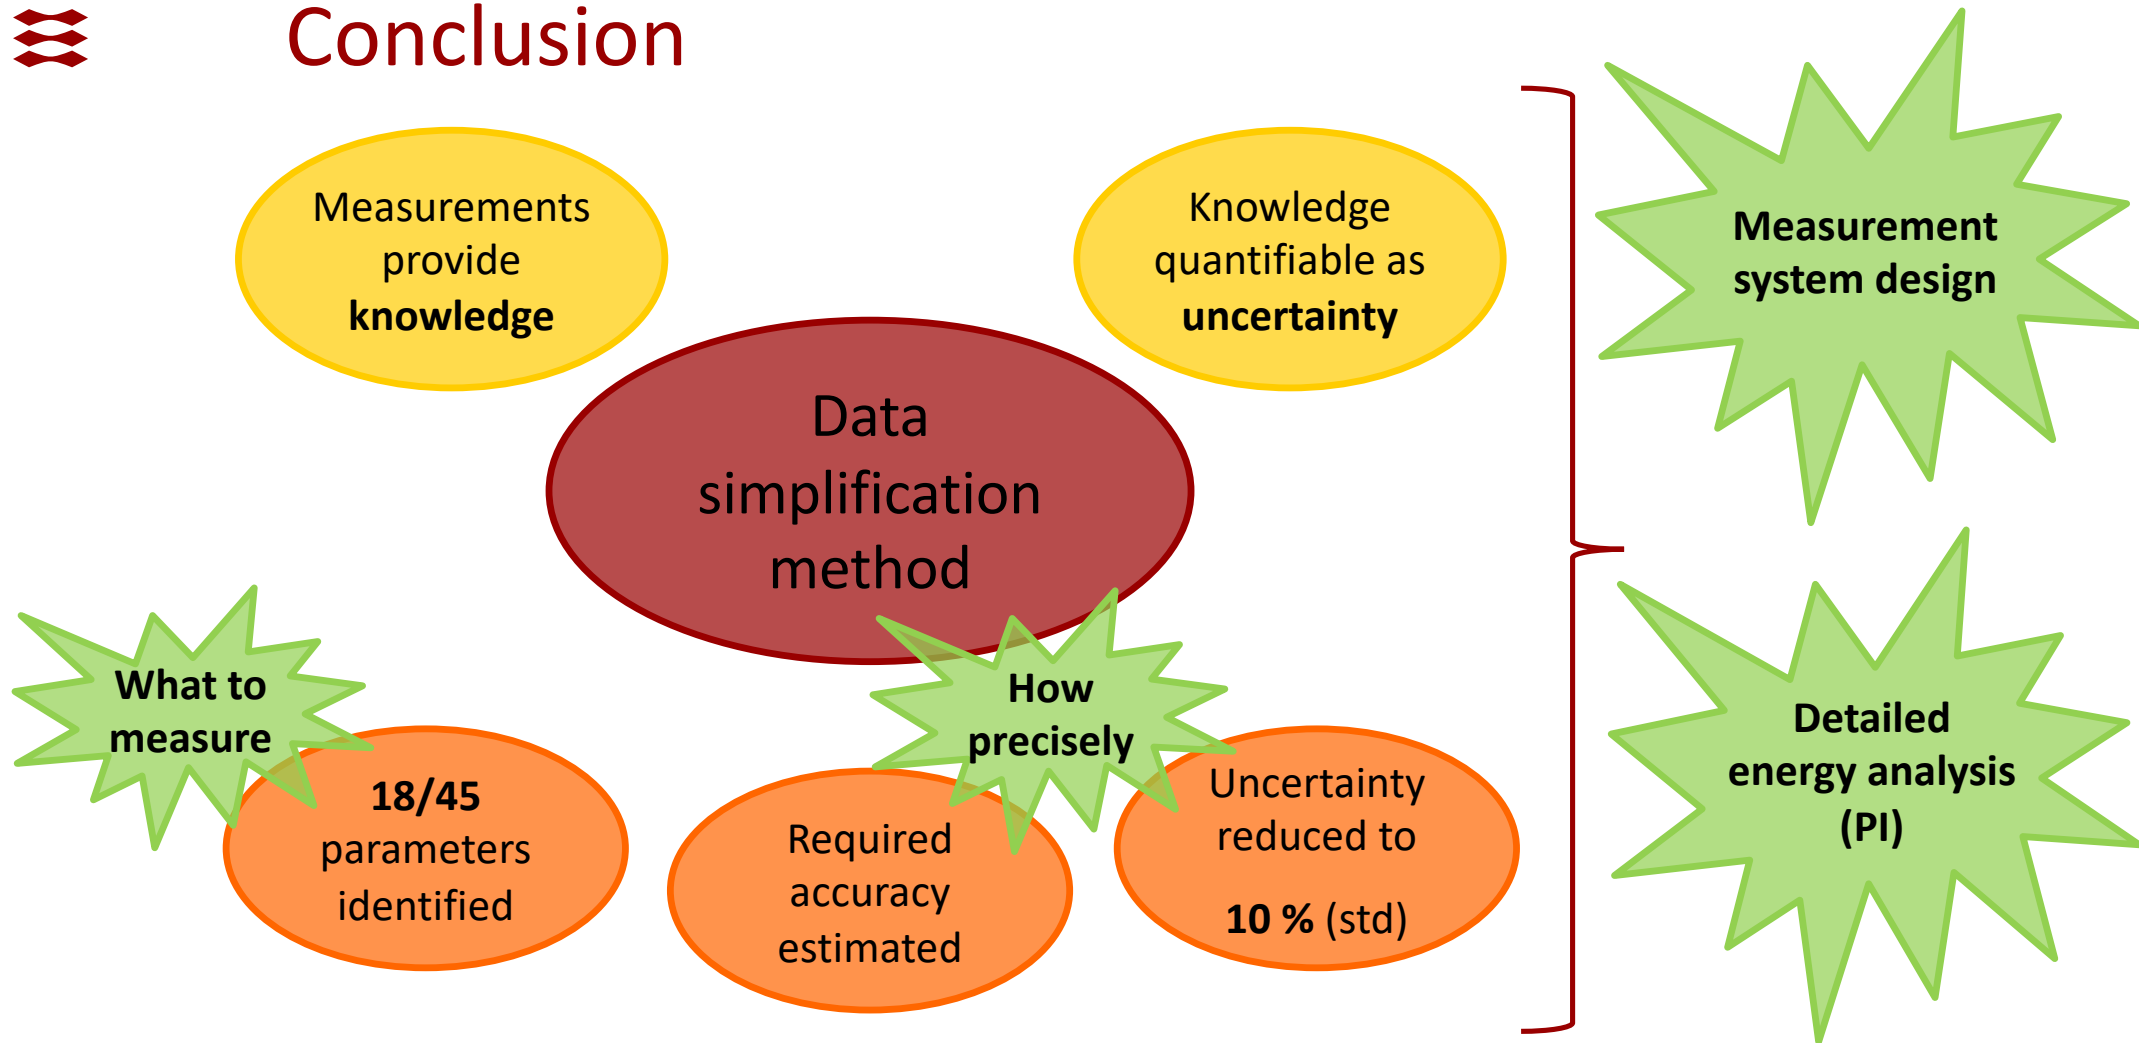 Conclusion
Measurements
provide
knowledge
Knowledge
quantifiable as
uncertainty
Data
simplification
method
What to
measure
18/45
parameters
identified
How
precisely
Required
accuracy
estimated
Uncertainty
reduced to
10 % (std)
Measurement
system design
Detailed
energy analysis
(PI)